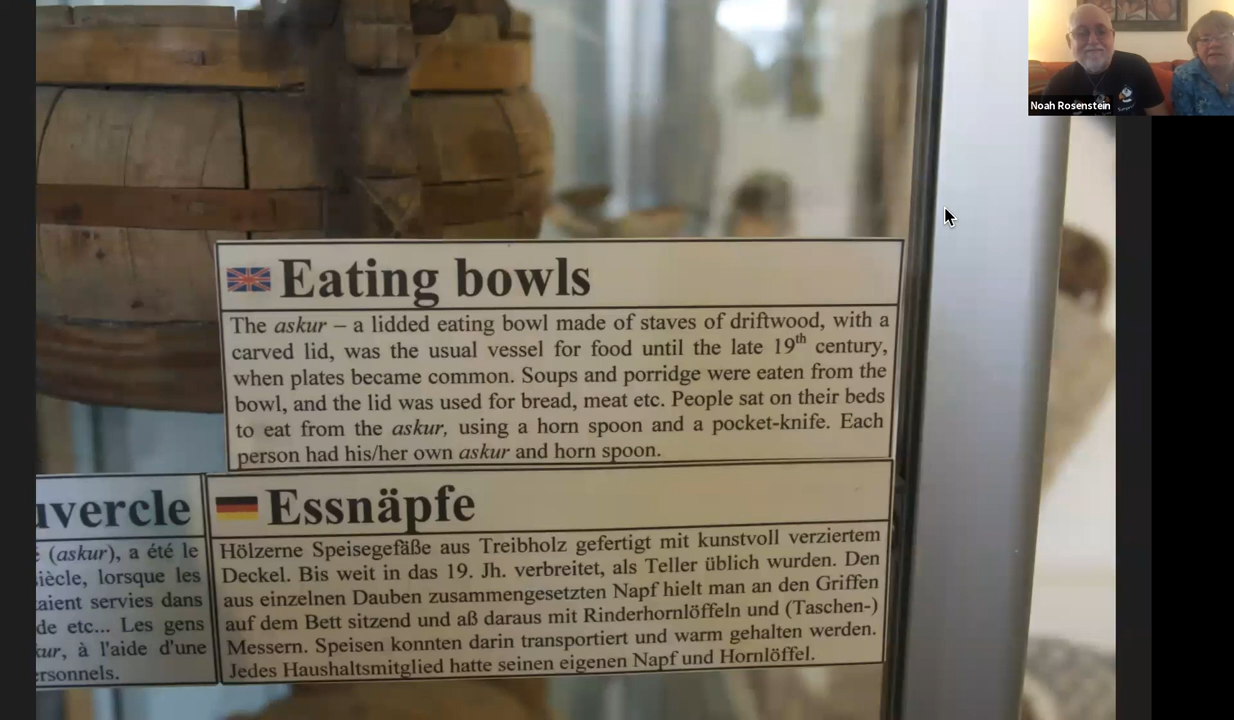 Noah Rosenstein
Eating bowls
The askur – a lidded eating bowl made of staves of driftwood, with a
carved lid, was the usual vessel for food until the late 19th century,
when plates became common. Soups and porridge were eaten from the
bowl, and the lid was used for bread, meat etc. People sat on their beds
to eat from the askur, using a horn spoon and a pocket-knife. Each
person had his/her own askur and horn spoon.
uvercle
(askur), a été le
siècle, lorsque les
aient servies dans
de etc... Les gens
kur, à l'aide d'une
ersonnels.
Essnäpfe
Hölzerne Speisegefäße aus Treibholz gefertigt mit kunstvoll verziertem
Deckel. Bis weit in das 19. Jh. verbreitet, als Teller üblich wurden. Den
aus einzelnen Dauben zusammengesetzten Napf hielt man an den Griffen
auf dem Bett sitzend und aß daraus mit Rinderhornlöffeln und (Taschen-)
Messern. Speisen konnten darin transportiert und warm gehalten werden.
Jedes Haushaltsmitglied hatte seinen eigenen Napf und Hornlöffel.